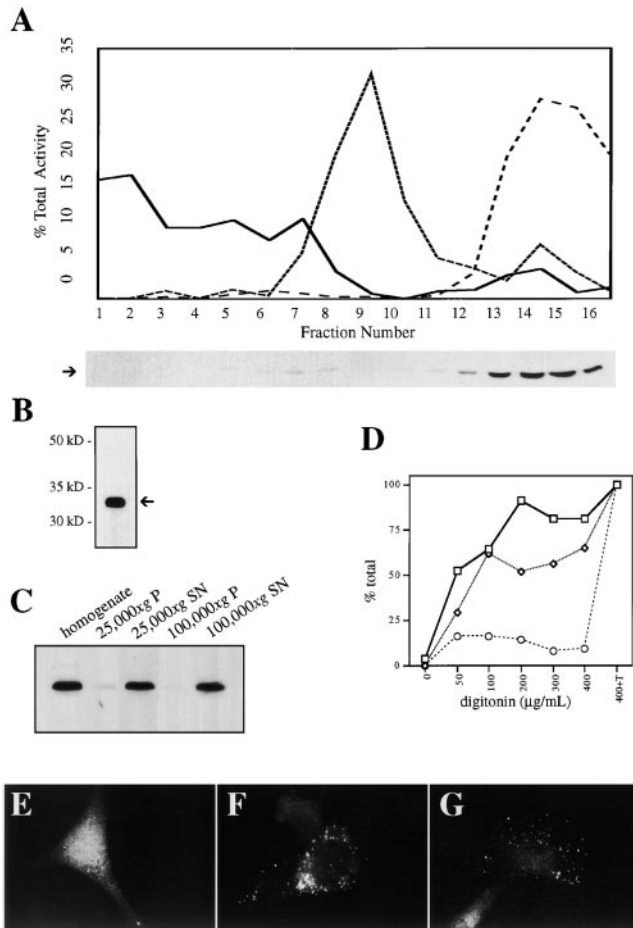 A
35
30
25
20
15
10
5
0
% Total Activity
1 2 3 4 5 6 7 8 9 10 11 12 13 14 15 16
Fraction Number
→
B
50 kD -
35 kD -
30 kD -
←
C
homogenate
25,000xg P
25,000xg SN
100,000xg P
100,000xg SN
D
100
75
50
25
0
% total
0 50 100 200 300 400 400+T
digitonin (µg/mL)
E F G